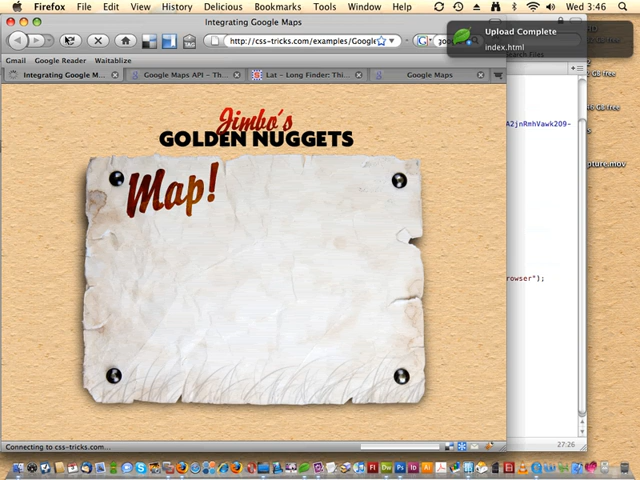 Firefox File Edit View History Delicious Bookmarks Tools Window Help Wed 3:46
Integrating Google Maps
http://css-tricks.com/examples/Google
Upload Complete
index.html
Gmail Google Reader Waitablize
Integrating Google M... Google Maps API – Th... Lat – Long Finder: Thi... Google Maps
Jimbo's
GOLDEN NUGGETS
Map!
A2jnRmhVawk2O9-
rowser");
Connecting to css-tricks.com...
27:26